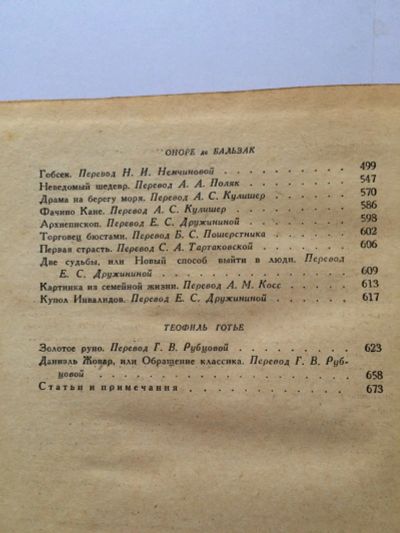 ОНОРЕ де БАЛЬЗАК
Гобсек. Перевод Н. И. Немчиновой . . . . . . . . . 499
Неведомый шедевр. Перевод А. А. Поляк . . . . . . . 547
Драма на берегу моря. Перевод А. С. Кулишер . . . . . 570
Фачино Кане. Перевод А. С. Кулишер . . . . . . . . 586
Архиепископ. Перевод Е. С. Дружининой . . . . . . . 598
Торговец бюстами. Перевод Б. С. Пошерстника . . . . . 602
Первая страсть. Перевод С. А. Тартаковской . . . . . . 606
Две судьбы, или Новый способ выйти в люди. Перевод
Е. С. Дружининой . . . . . . . . . . . . . 609
Картинка из семейной жизни. Перевод А. М. Косс . . . . 613
Купол Инвалидов. Перевод Е. С. Дружининой . . . . . . 617
ТЕОФИЛЬ ГОТЬЕ
Золотое руно. Перевод Г. В. Рубцовой . . . . . . . . 623
Даниэль Жовар, или Обращение классика. Перевод Г. В. Руб-
цовой . . . . . . . . . . . . . . . . 658
Статьи и примечания . . . . . . . . . . . . 673